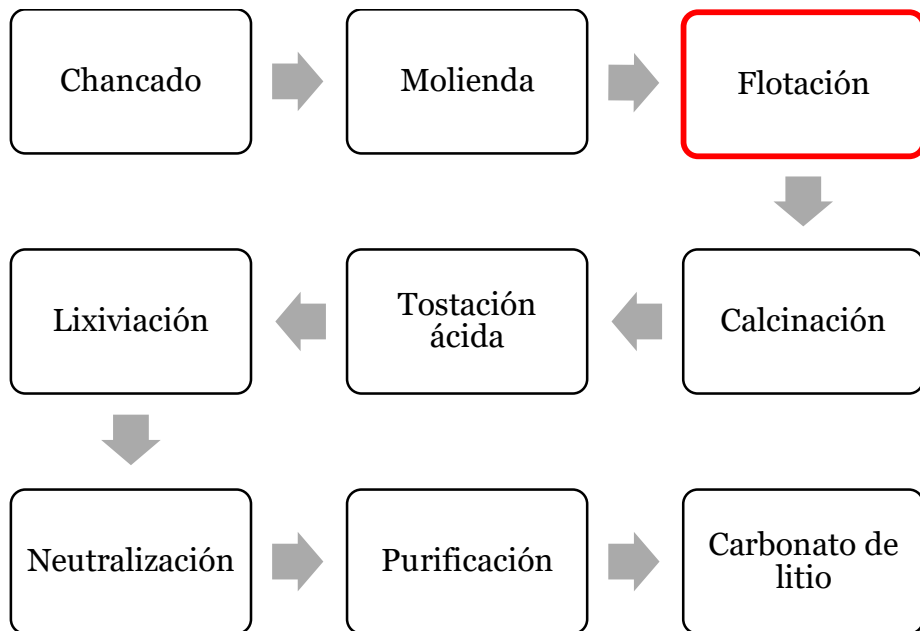 Chancado
Molienda
Flotación
Lixiviación
Tostación
ácida
Calcinación
Neutralización
Purificación
Carbonato de
litio